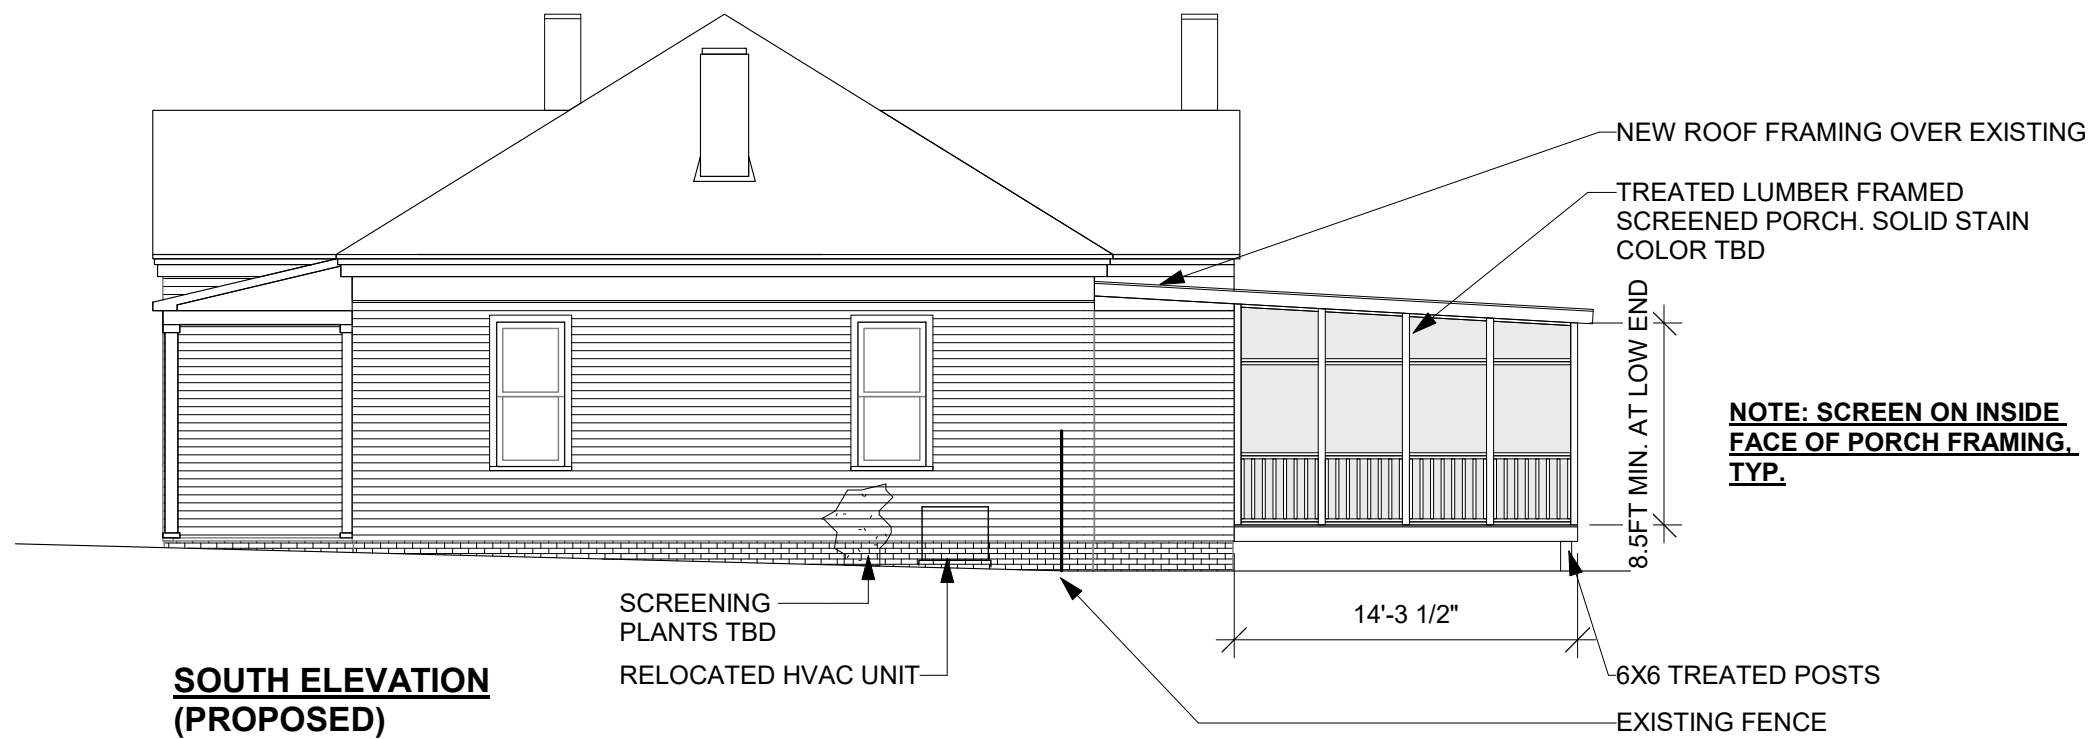 NEW ROOF FRAMING OVER EXISTING
TREATED LUMBER FRAMED
SCREENED PORCH. SOLID STAIN
COLOR TBD
8.5FT MIN. AT LOW END
NOTE: SCREEN ON INSIDE
FACE OF PORCH FRAMING,
TYP.
SCREENING
PLANTS TBD
14'-3 1/2"
RELOCATED HVAC UNIT
6X6 TREATED POSTS
EXISTING FENCE
SOUTH ELEVATION
(PROPOSED)